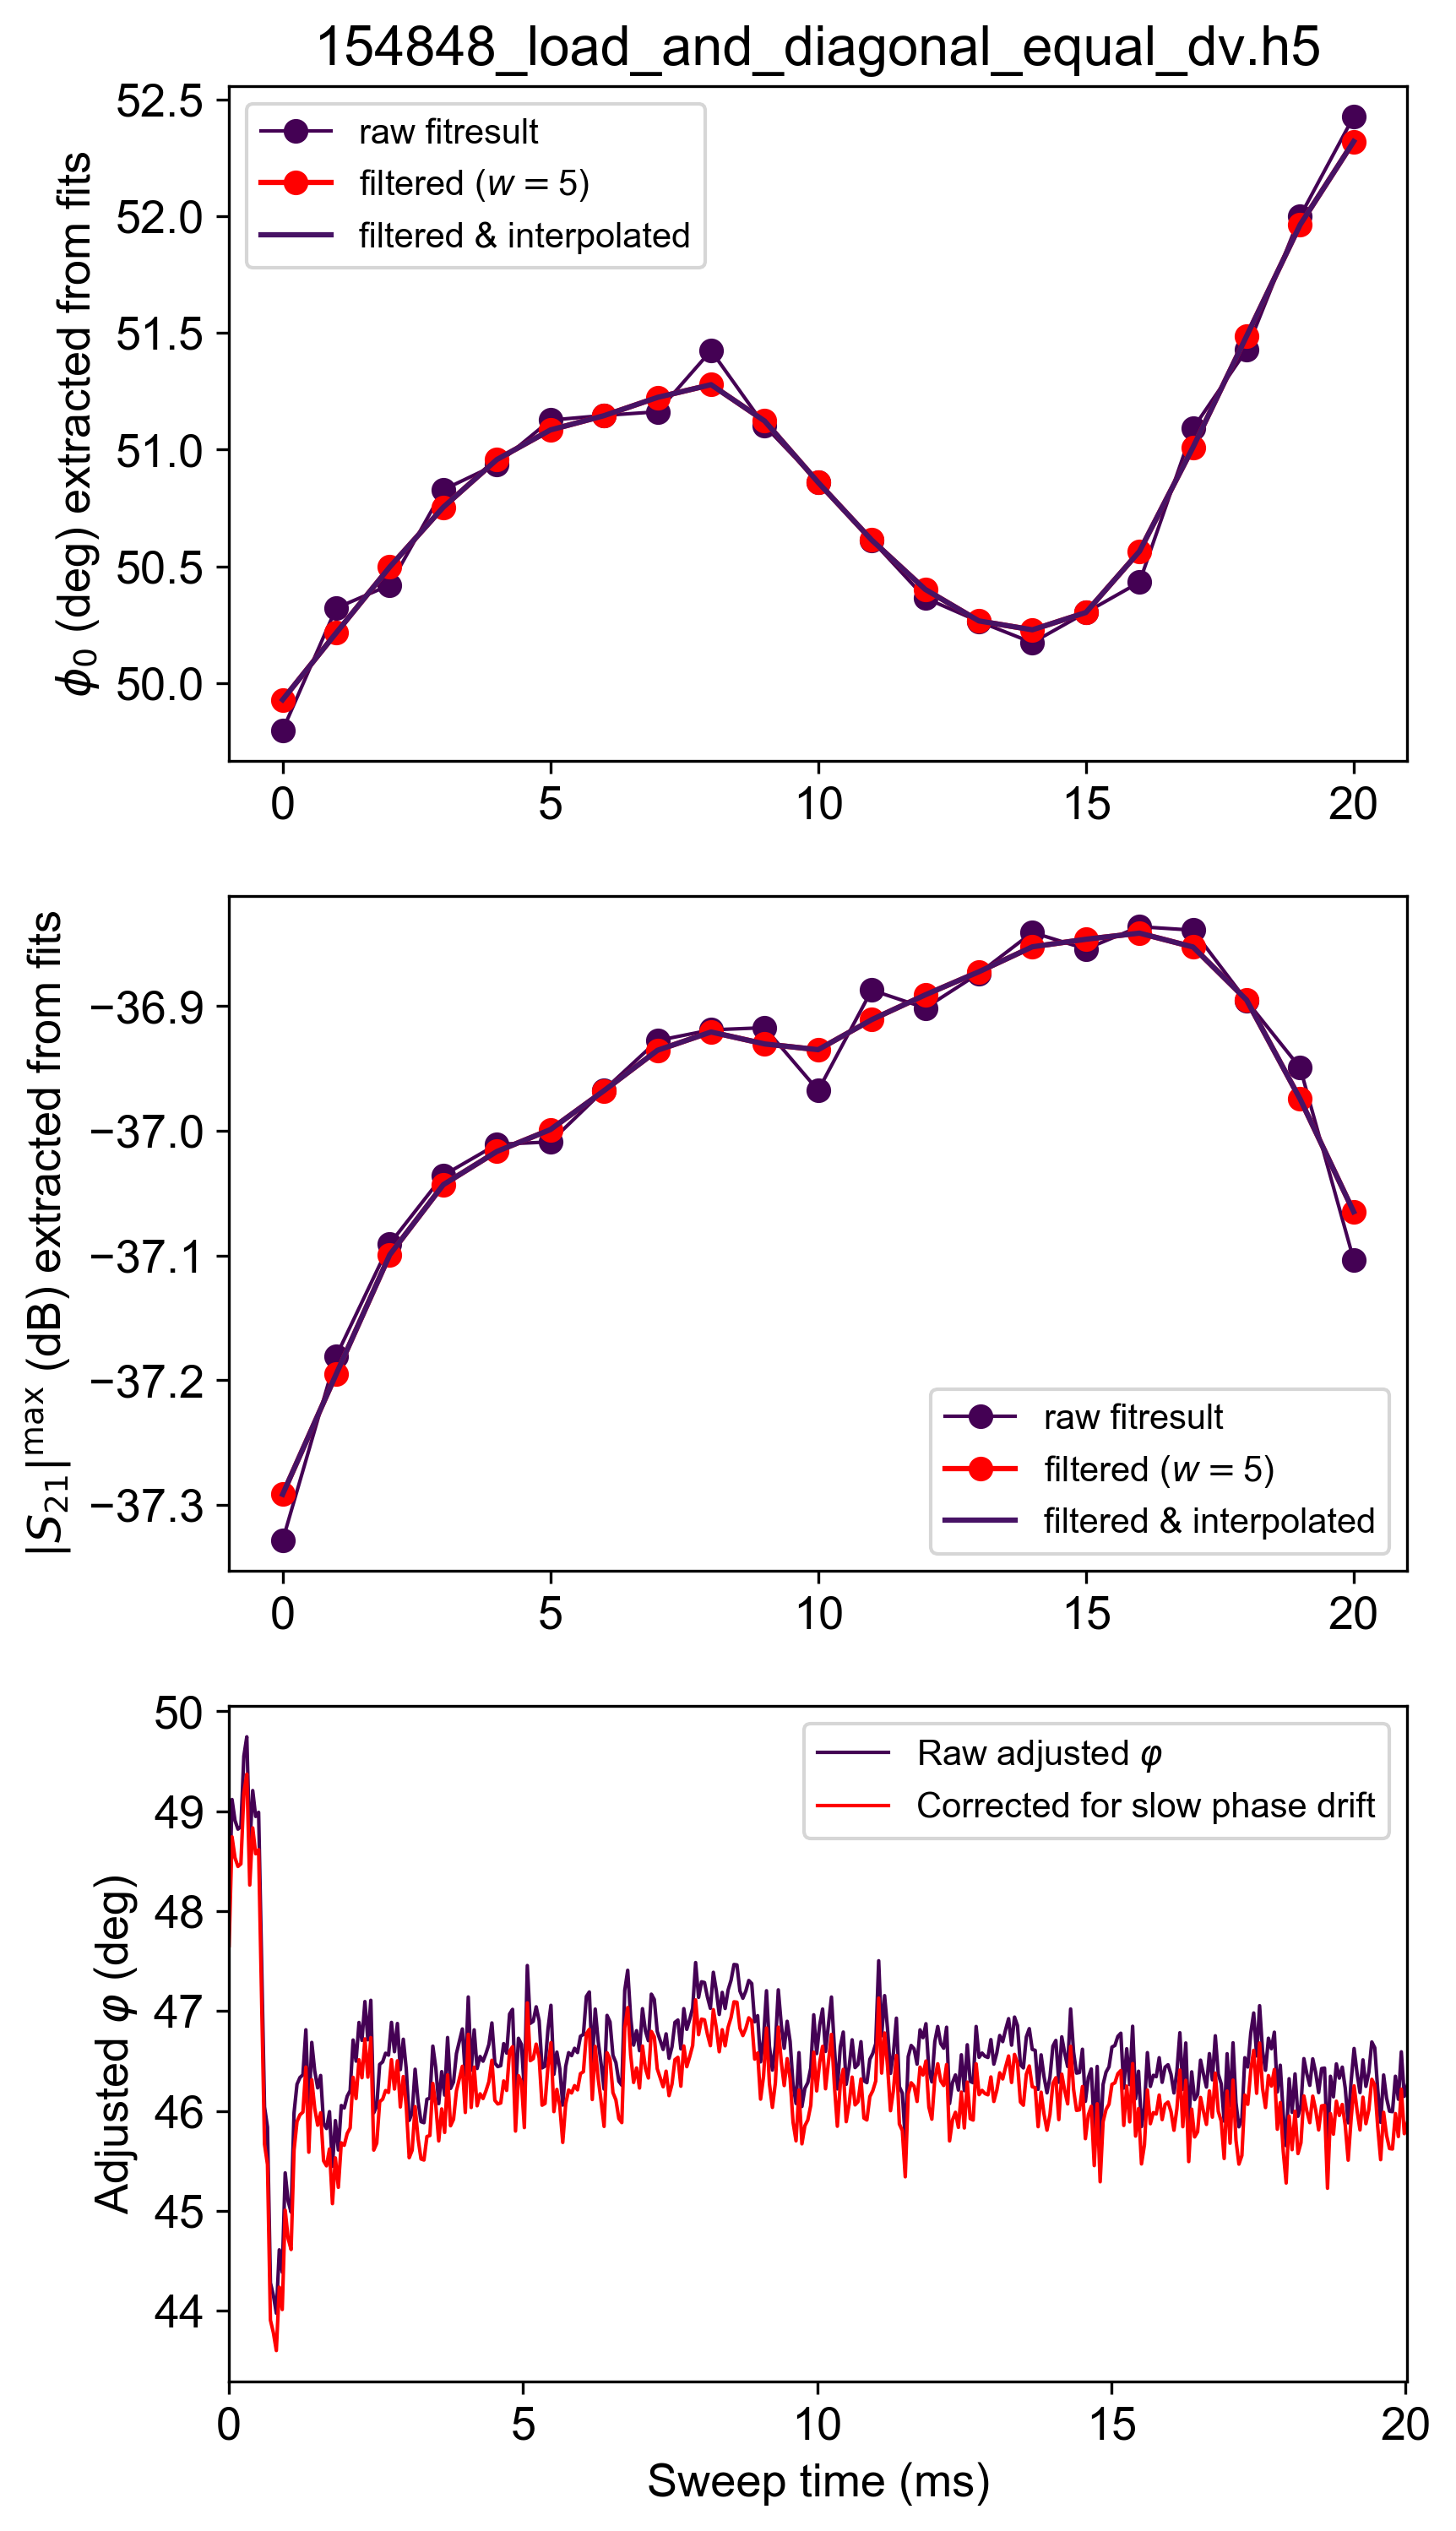 154848_load_and_diagonal_equal_dv.h5
ϕ₀ (deg) extracted from fits
52.5
52.0
51.5
51.0
50.5
50.0
raw fitresult
filtered (w = 5)
filtered & interpolated
0 5 10 15 20
|S₂₁|ᵐᵃˣ (dB) extracted from fits
−36.9
−37.0
−37.1
−37.2
−37.3
raw fitresult
filtered (w = 5)
filtered & interpolated
0 5 10 15 20
Adjusted φ (deg)
50
49
48
47
46
45
44
Raw adjusted φ
Corrected for slow phase drift
0 5 10 15 20
Sweep time (ms)